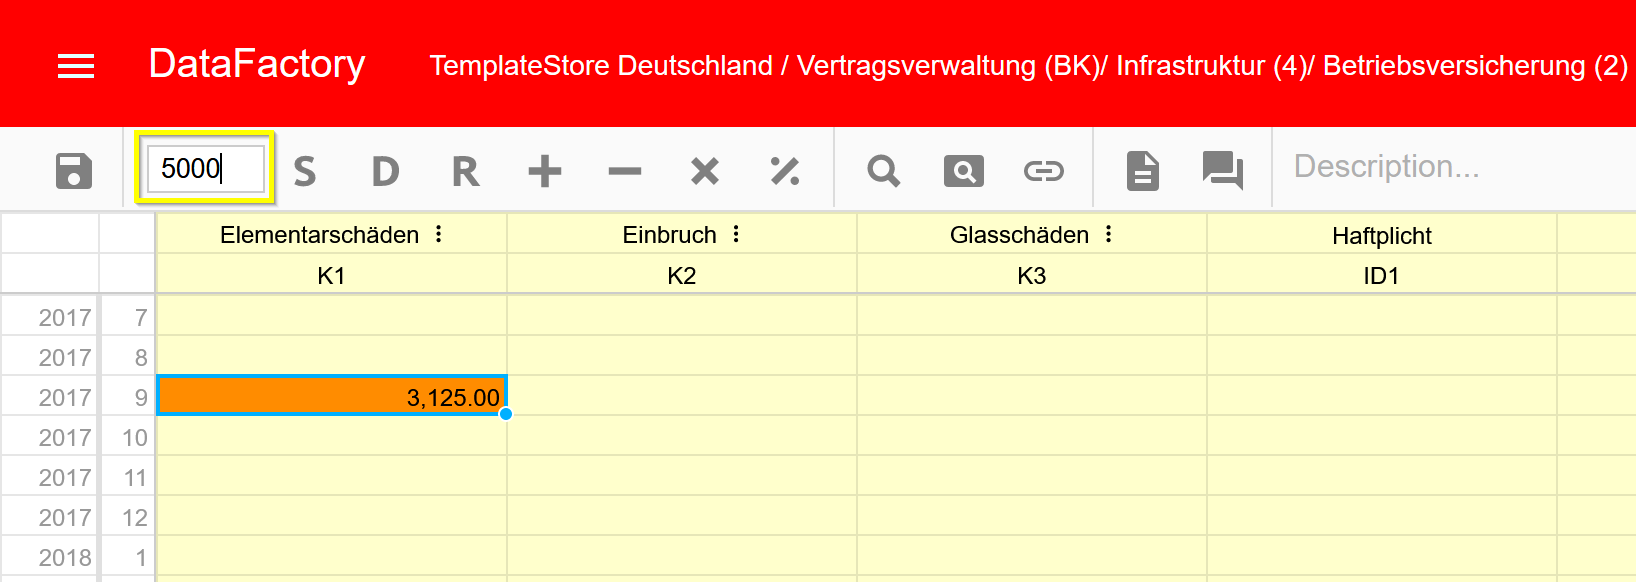 DataFactory TemplateStore Deutschland / Vertragsverwaltung (BK)/ Infrastruktur (4)/ Betriebsversicherung (2)
5000 S D R Description...
Elementarschäden Einbruch Glasschäden Haftplicht
K1 K2 K3 ID1
2017 7
2017 8
2017 9 3,125.00
2017 10
2017 11
2017 12
2018 1